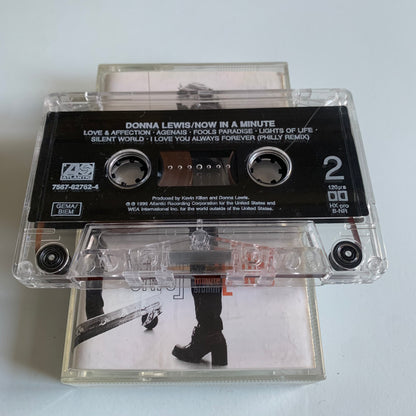 DONNA LEWIS/NOW IN A MINUTE
LOVE & AFFECTION · AGENAIS · FOOLS PARADISE · LIGHTS OF LIFE ·
SILENT WORLD · I LOVE YOU ALWAYS FOREVER (PHILLY REMIX)
ATLANTIC
7567-82762-4
2
120µs
HX pro
B-NR
GEMA/
BIEM
Produced by Kevin Killen and Donna Lewis.
℗ © 1996 Atlantic Recording Corporation for the United States and
WEA International Inc. for the world outside of the United States.